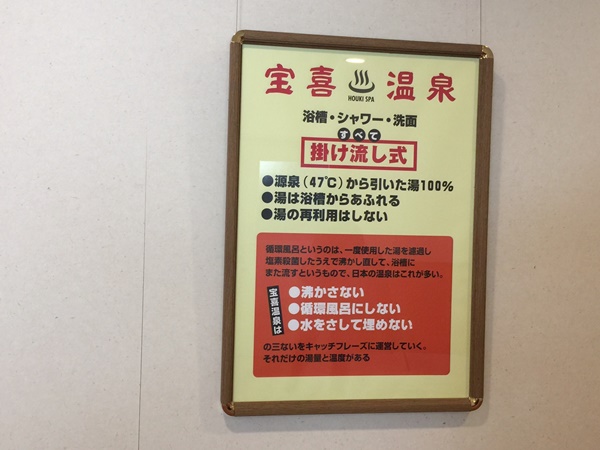 宝喜 温泉
HOUKI SPA
浴槽・シャワー・洗面
すべて
掛け流し式
●源泉(47℃)から引いた湯100%
●湯は浴槽からあふれる
●湯の再利用はしない
循環風呂というのは、一度使用した湯を濾過し
塩素殺菌したうえで沸かし直して、浴槽に
また流すというもので、日本の温泉はこれが多い。
宝喜温泉は
●沸かさない
●循環風呂にしない
●水をさして埋めない
の三ないをキャッチフレーズに運営していく。
それだけの湯量と温度がある